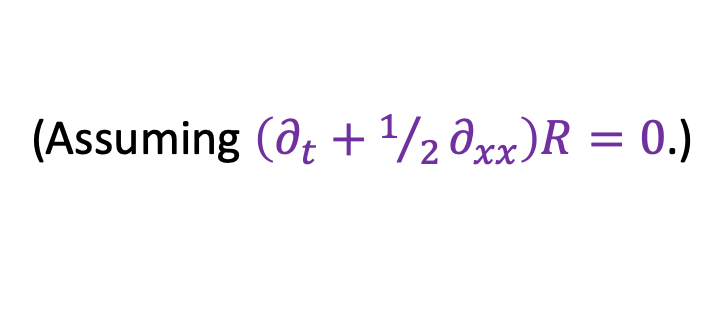 (Assuming (∂ₜ + ¹/₂ ∂ₓₓ)R = 0.)